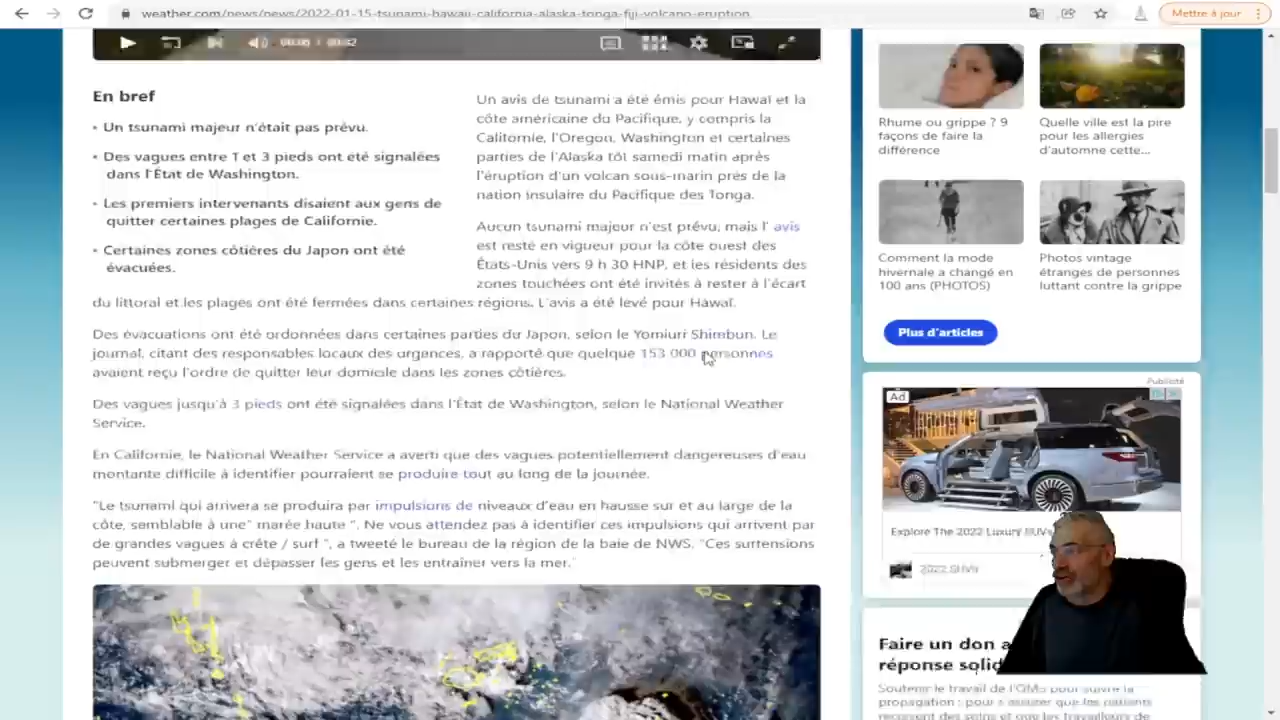 weather.com/news/news/2022-01-15-tsunami-hawaii-california-alaska-tonga-fiji-volcano-eruption
Mettre à jour
En bref
• Un tsunami majeur n'était pas prévu.
• Des vagues entre 1 et 3 pieds ont été signalées
dans l'État de Washington.
• Les premiers intervenants disaient aux gens de
quitter certaines plages de Californie.
• Certaines zones côtières du Japon ont été
évacuées.
Un avis de tsunami a été émis pour Hawaï et la
côte américaine du Pacifique, y compris la
Californie, l'Oregon, Washington et certaines
parties de l'Alaska tôt samedi matin après
l'éruption d'un volcan sous-marin près de la
nation insulaire du Pacifique des Tonga.
Aucun tsunami majeur n'est prévu, mais l' avis
est resté en vigueur pour la côte ouest des
États-Unis vers 9 h 30 HNP, et les résidents des
zones touchées ont été invités à rester à l'écart
du littoral et les plages ont été fermées dans certaines régions. L'avis a été levé pour Hawaï.
Des évacuations ont été ordonnées dans certaines parties du Japon, selon le Yomiuri Shimbun. Le
journal, citant des responsables locaux des urgences, a rapporté que quelque 153 000 personnes
avaient reçu l'ordre de quitter leur domicile dans les zones côtières.
Des vagues jusqu'à 3 pieds ont été signalées dans l'État de Washington, selon le National Weather
Service.
En Californie, le National Weather Service a averti que des vagues potentiellement dangereuses d'eau
montante difficile à identifier pourraient se produire tout au long de la journée.
"Le tsunami qui arrivera se produira par impulsions de niveaux d'eau en hausse sur et au large de la
côte, semblable à une" marée haute ". Ne vous attendez pas à identifier ces impulsions qui arrivent par
de grandes vagues à crête / surf ", a tweeté le bureau de la région de la baie de NWS. "Ces surtensions
peuvent submerger et dépasser les gens et les entraîner vers la mer."
Rhume ou grippe ? 9
façons de faire la
différence
Quelle ville est la pire
pour les allergies
d'automne cette...
Comment la mode
hivernale a changé en
100 ans (PHOTOS)
Photos vintage
étranges de personnes
luttant contre la grippe
Plus d'articles
Publicité
Ad
Explore The 2022 Luxury SUVs
2022 SUVs
Faire un don
réponse
Soutenir le travail de l'OMS pour suivre la
propagation